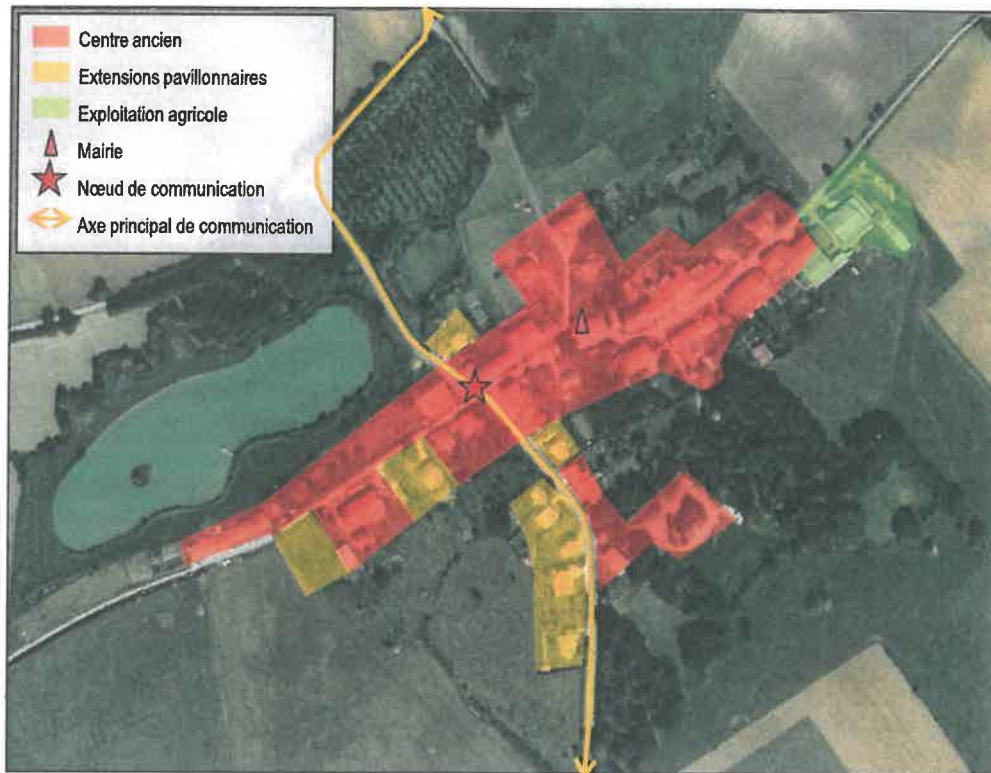 Centre ancien
Extensions pavillonnaires
Exploitation agricole
Mairie
Nœud de communication
Axe principal de communication